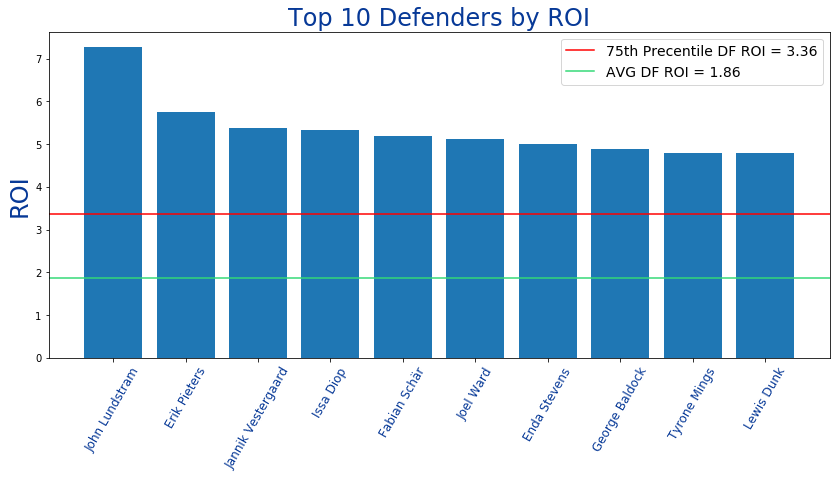 Top 10 Defenders by ROI
75th Precentile DF ROI = 3.36
AVG DF ROI = 1.86
ROI
7
6
5
4
3
2
1
0
John Lundstram
Erik Pieters
Jannik Vestergaard
Issa Diop
Fabian Schär
Joel Ward
Enda Stevens
George Baldock
Tyrone Mings
Lewis Dunk